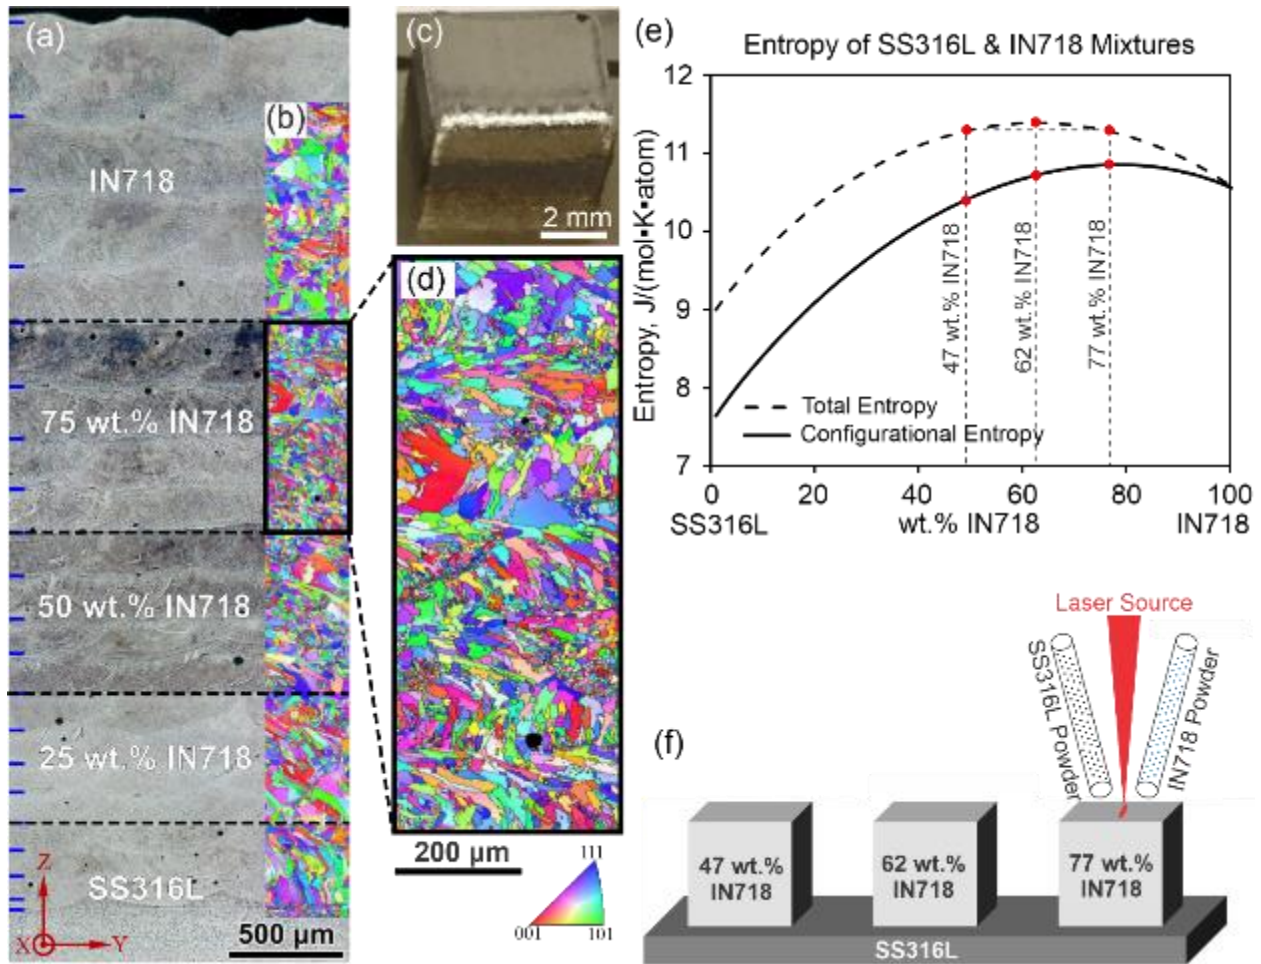 (a)
IN718
75 wt.% IN718
50 wt.% IN718
25 wt.% IN718
SS316L
Z
X
Y
500 µm
(b)
(c)
2 mm
(d)
200 µm
111
001
101
(e)
Entropy of SS316L & IN718 Mixtures
Entropy, J/(mol▪K▪atom)
12
11
10
9
8
7
47 wt.% IN718
62 wt.% IN718
77 wt.% IN718
Total Entropy
Configurational Entropy
0
20
40
60
80
100
SS316L
wt.% IN718
IN718
(f)
Laser Source
SS316L Powder
IN718 Powder
47 wt.%
IN718
62 wt.%
IN718
77 wt.%
IN718
SS316L